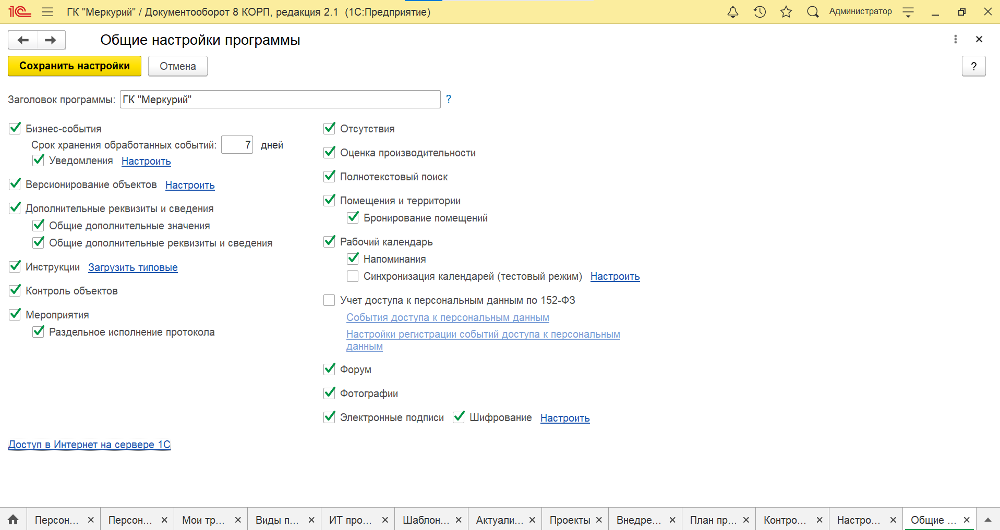 1С ГК "Меркурий" / Документооборот 8 КОРП, редакция 2.1 (1С:Предприятие) Администратор
Общие настройки программы
Сохранить настройки Отмена ?
Заголовок программы: ГК "Меркурий" ?
Бизнес-события
Срок хранения обработанных событий: 7 дней
Уведомления Настроить
Версионирование объектов Настроить
Дополнительные реквизиты и сведения
Общие дополнительные значения
Общие дополнительные реквизиты и сведения
Инструкции Загрузить типовые
Контроль объектов
Мероприятия
Раздельное исполнение протокола
Отсутствия
Оценка производительности
Полнотекстовый поиск
Помещения и территории
Бронирование помещений
Рабочий календарь
Напоминания
Синхронизация календарей (тестовый режим) Настроить
Учет доступа к персональным данным по 152-ФЗ
События доступа к персональным данным
Настройки регистрации событий доступа к персональным
данным
Форум
Фотографии
Электронные подписи Шифрование Настроить
Доступ в Интернет на сервере 1С
Персон... Персон... Мои тр... Виды п... ИТ про... Шаблон... Актуали... Проекты Внедре... План пр... Контро... Настро... Общие ...